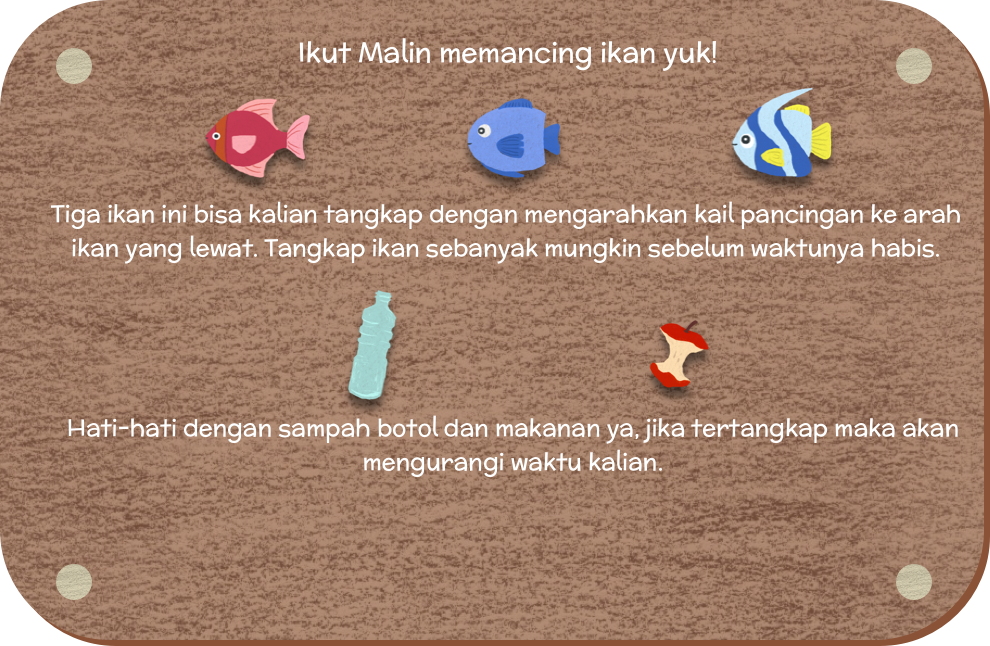 Ikut Malin memancing ikan yuk!
Tiga ikan ini bisa kalian tangkap dengan mengarahkan kail pancingan ke arah
ikan yang lewat. Tangkap ikan sebanyak mungkin sebelum waktunya habis.
Hati-hati dengan sampah botol dan makanan ya, jika tertangkap maka akan
mengurangi waktu kalian.